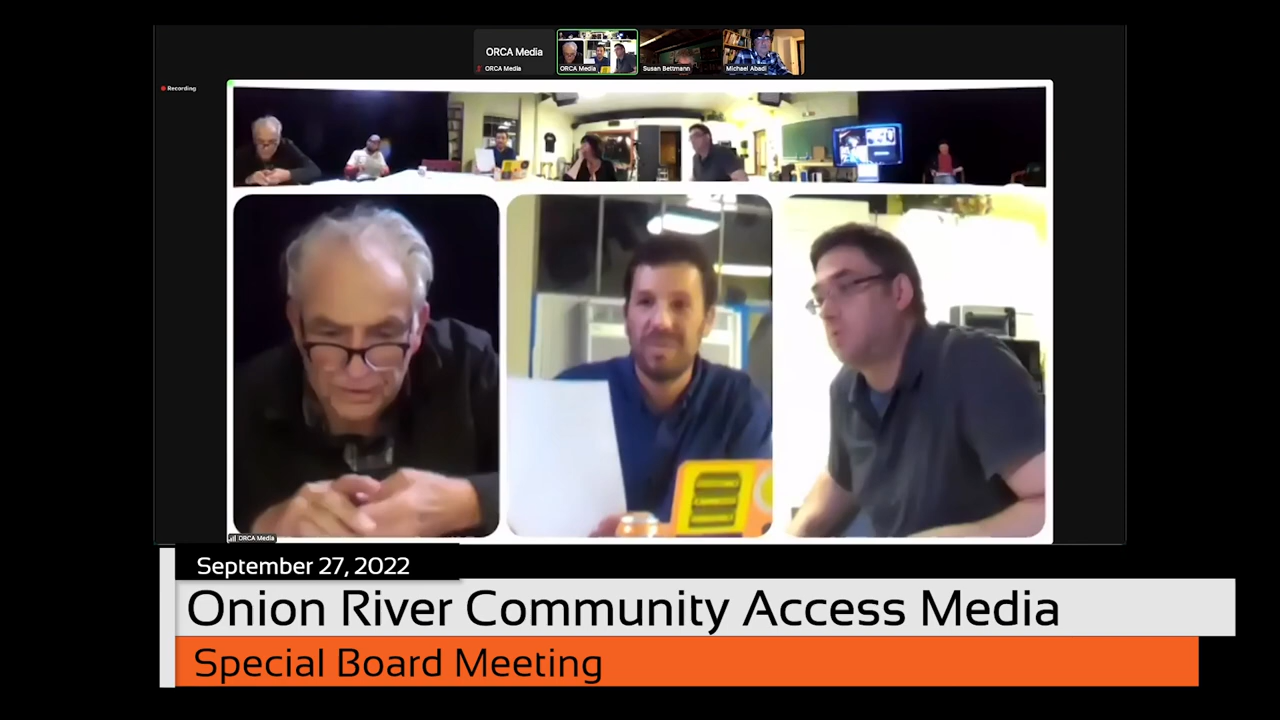 ORCA Media
ORCA Media
ORCA Media
Susan Bettmann
Michael Abadi
Recording
ORCA Media
September 27, 2022
Onion River Community Access Media
Special Board Meeting